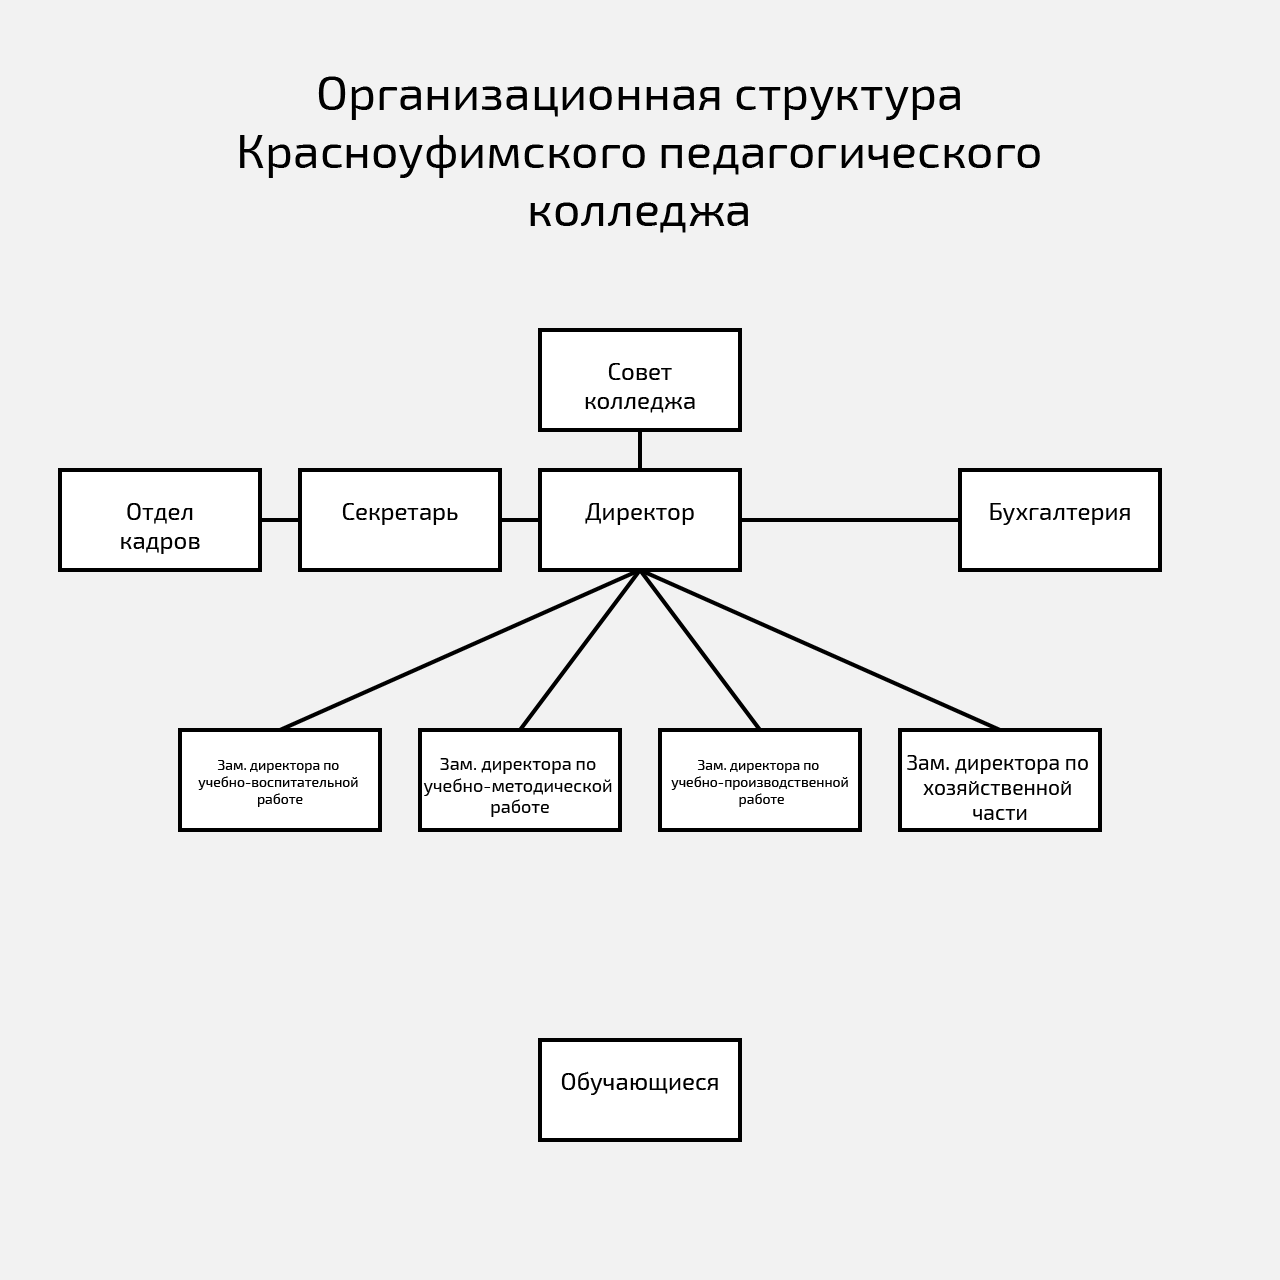 Организационная структура
Красноуфимского педагогического
колледжа
Совет
колледжа
Отдел
кадров
Секретарь
Директор
Бухгалтерия
Зам. директора по
учебно-воспитательной
работе
Зам. директора по
учебно-методической
работе
Зам. директора по
учебно-производственной
работе
Зам. директора по
хозяйственной
части
Обучающиеся